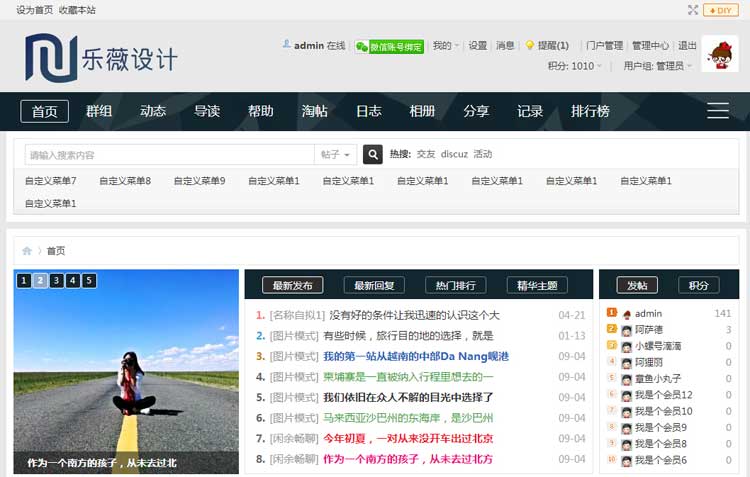 设为首页 收藏本站
DIY
乐薇设计
admin 在线 | 微信账号绑定 | 我的 | 设置 | 消息 | 提醒(1) | 门户管理 | 管理中心 | 退出
积分: 1010 | 用户组: 管理员
首页 群组 动态 导读 帮助 淘帖 日志 相册 分享 记录 排行榜
请输入搜索内容 帖子 热搜: 交友 discuz 活动
自定义菜单7 自定义菜单8 自定义菜单9 自定义菜单1 自定义菜单1 自定义菜单1 自定义菜单1 自定义菜单1 自定义菜单1
自定义菜单1
首页
1 2 3 4 5
作为一个南方的孩子，从未去过北
最新发布 最新回复 热门排行 精华主题
1. [名称自拟1] 没有好的条件让我迅速的认识这个大 04-21
2. [图片模式] 有些时候，旅行目的地的选择，就是 01-13
3. [图片模式] 我的第一站从越南的中部Da Nang岘港 09-04
4. [图片模式] 柬埔寨是一直被纳入行程里想去的一 09-04
5. [图片模式] 我们依旧在众人不解的目光中选择了 09-04
6. [图片模式] 马来西亚沙巴州的东海岸，是沙巴州 09-04
7. [闲余畅聊] 今年初夏，一对从来没开车出过北京 09-04
8. [闲余畅聊] 作为一个南方的孩子，从未去过北方 09-04
发帖 积分
1 admin 141
2 阿萨德 3
3 小螺号滴滴 0
4 阿狸丽 0
5 章鱼小丸子 0
6 我是个会员12 0
7 我是个会员10 0
8 我是个会员9 0
9 我是个会员8 0
10 我是个会员6 0